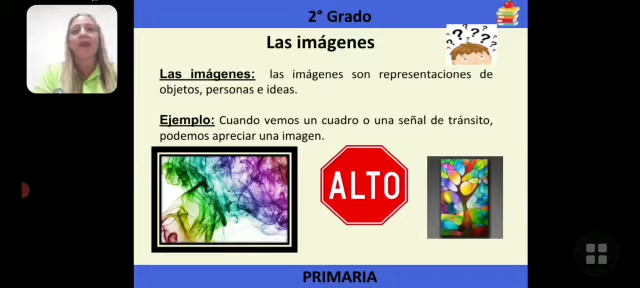 2° Grado
Las imágenes
Las imágenes: las imágenes son representaciones de
objetos, personas e ideas.
Ejemplo: Cuando vemos un cuadro o una señal de tránsito,
podemos apreciar una imagen.
ALTO
PRIMARIA